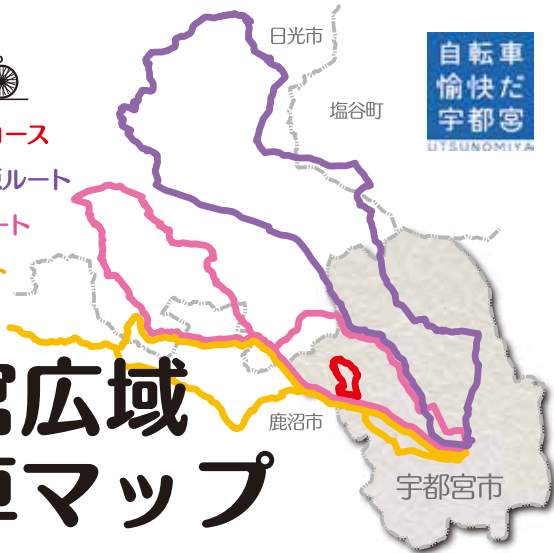 日光市
自転車
愉快だ
宇都宮
UTSUNOMIYA
塩谷町
コース
ルート
ート
宮広域
鹿沼市
車マップ
宇都宮市